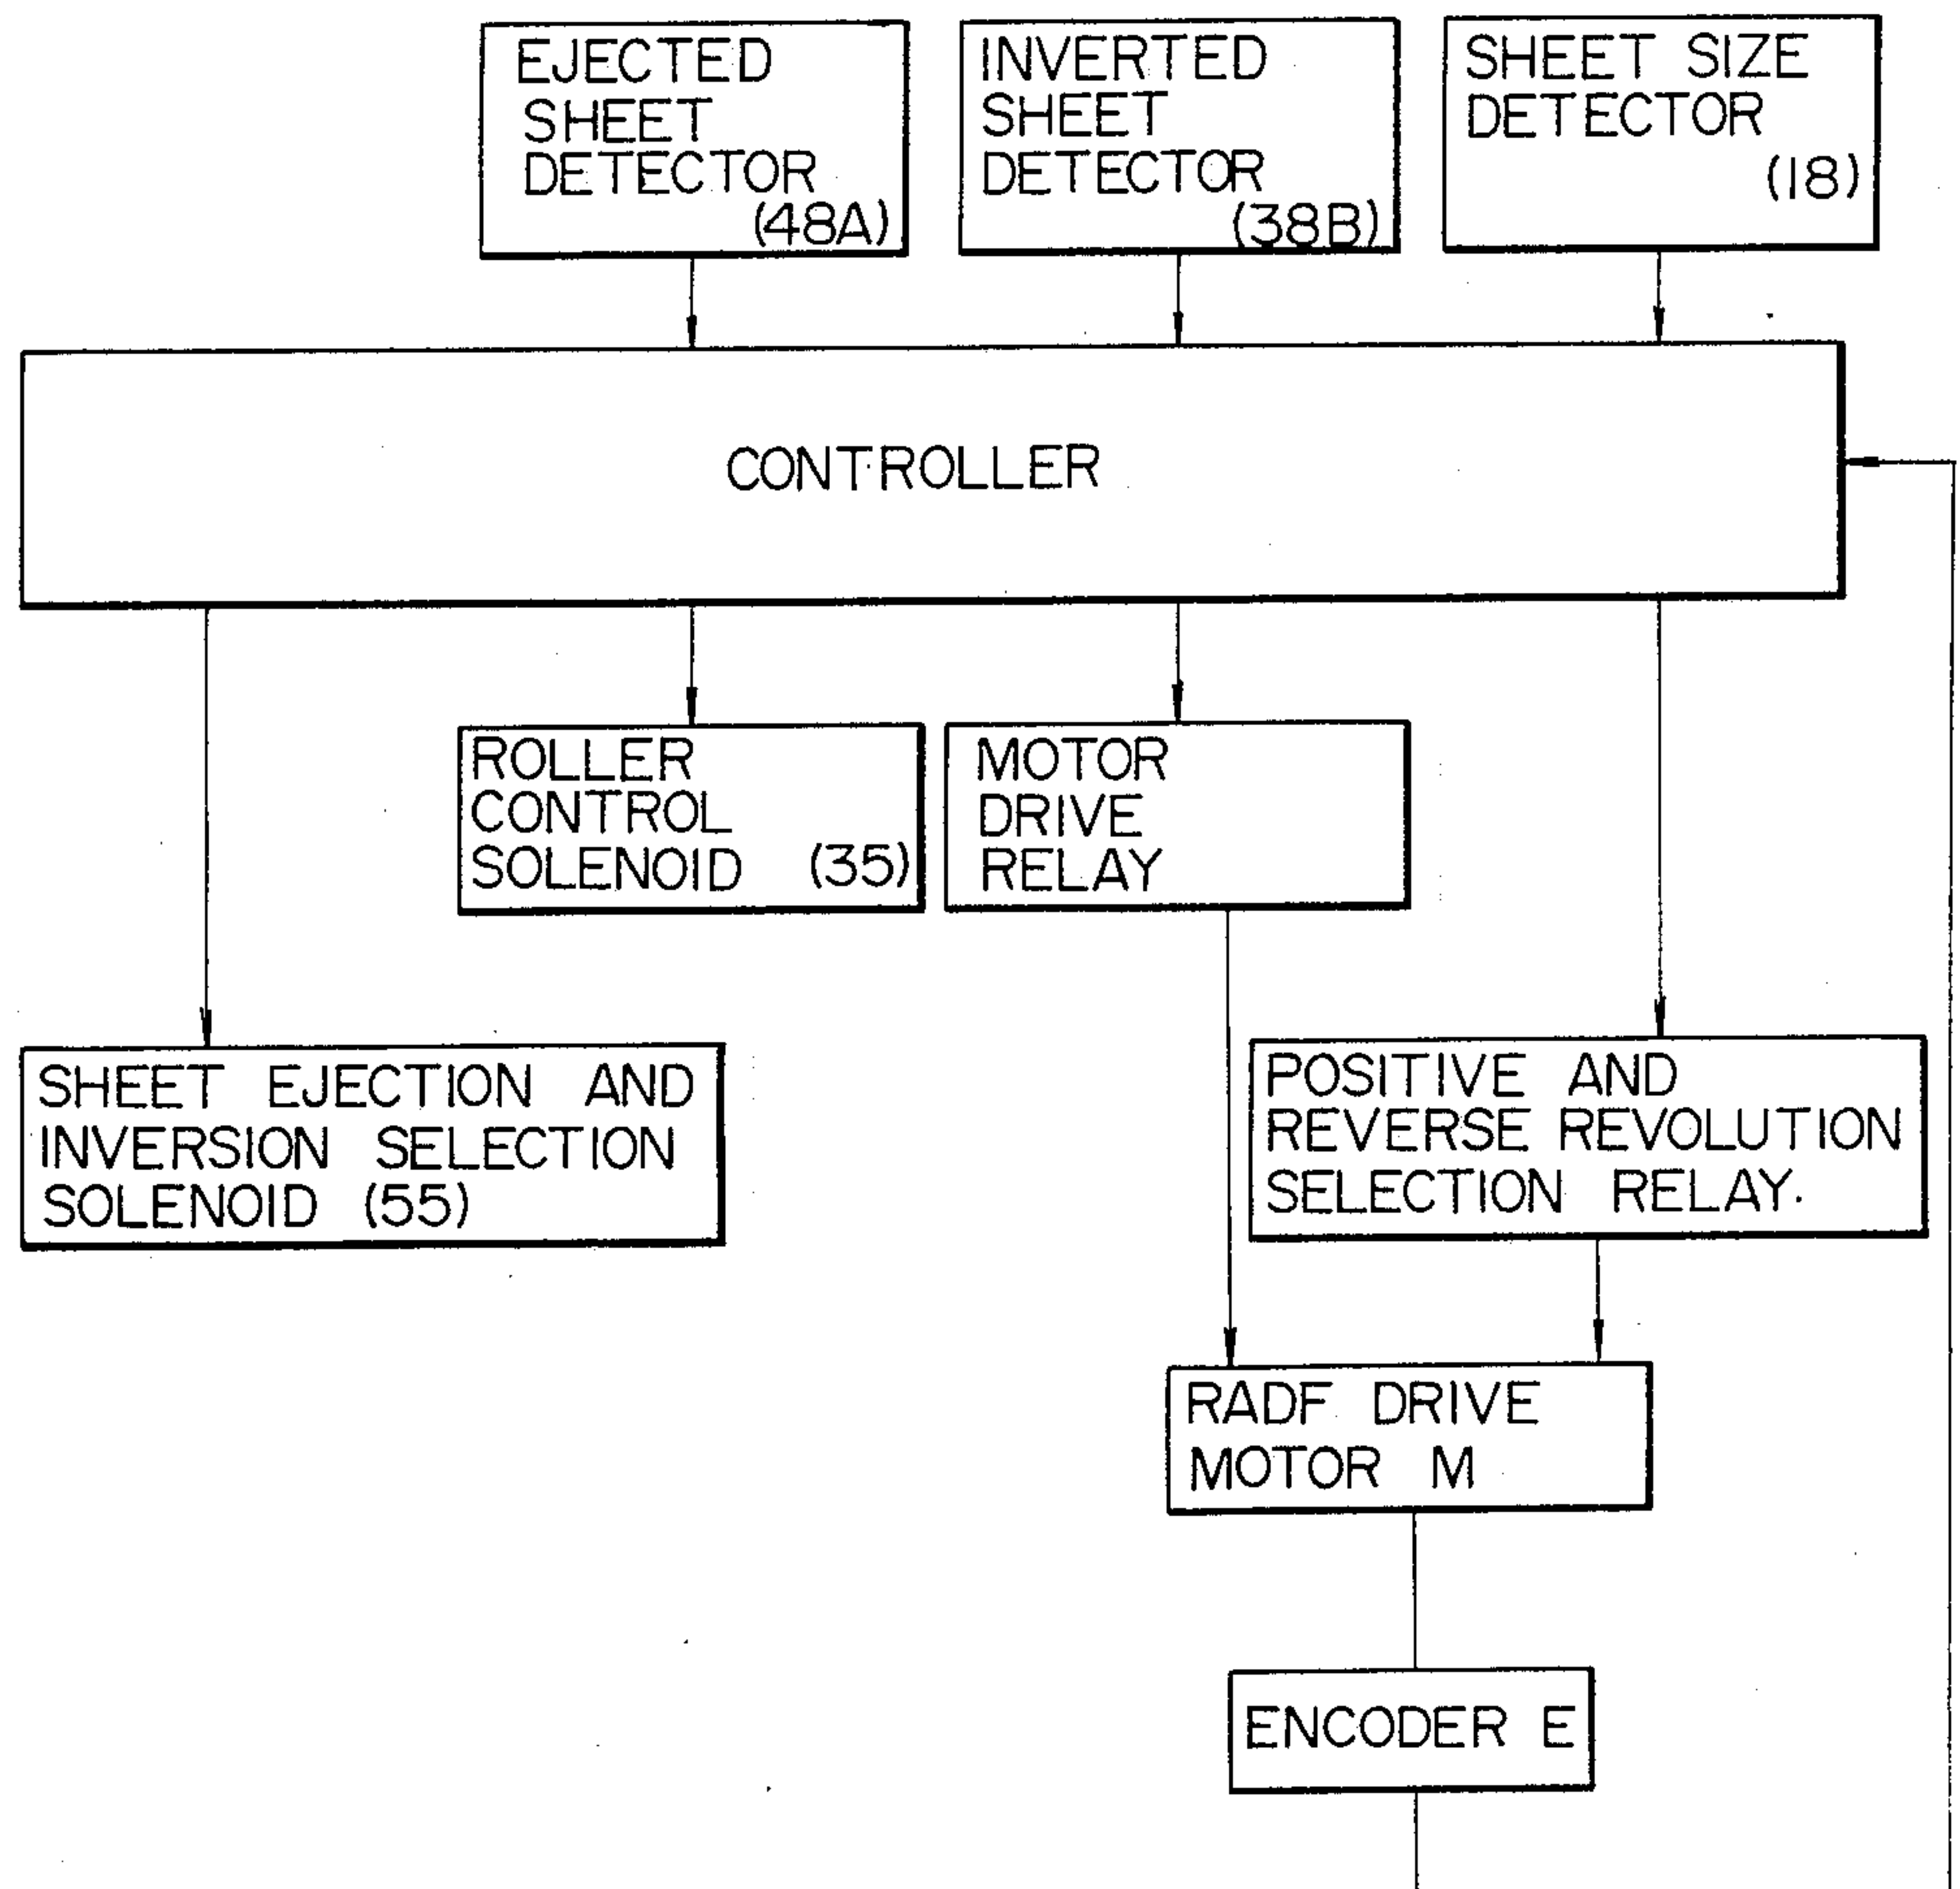 EJECTED
SHEET
DETECTOR
(48A)
INVERTED
SHEET
DETECTOR
(38B)
SHEET SIZE
DETECTOR
(18)
CONTROLLER
ROLLER
CONTROL
SOLENOID (35)
MOTOR
DRIVE
RELAY
SHEET EJECTION AND
INVERSION SELECTION
SOLENOID (55)
POSITIVE AND
REVERSE REVOLUTION
SELECTION RELAY.
RADF DRIVE
MOTOR M
ENCODER E